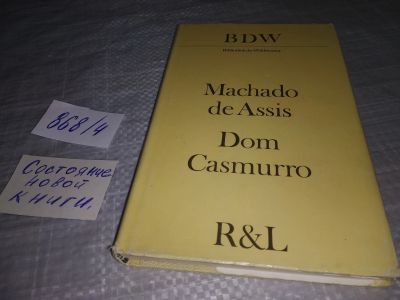 BDW
Machado
de Assis
Dom
Casmurro
R&L
868/4
Состояние
новой
книги.